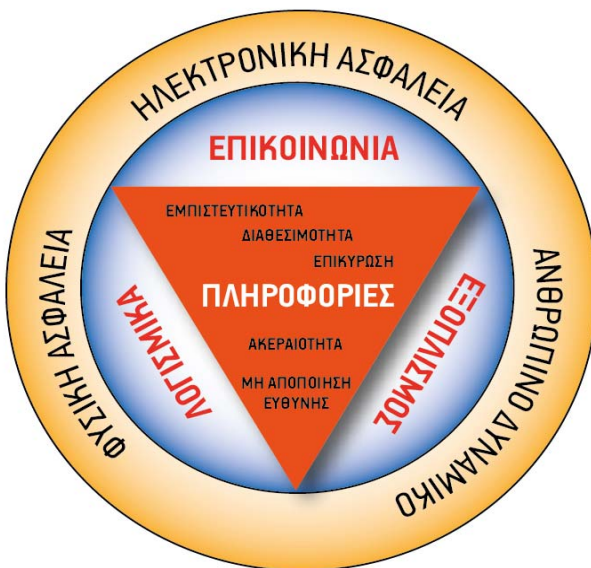 ΗΛΕΚΤΡΟΝΙΚΗ ΑΣΦΑΛΕΙΑ
ΕΠΙΚΟΙΝΩΝΙΑ
ΕΜΠΙΣΤΕΥΤΙΚΟΤΗΤΑ
ΔΙΑΘΕΣΙΜΟΤΗΤΑ
ΕΠΙΚΥΡΩΣΗ
ΠΛΗΡΟΦΟΡΙΕΣ
ΑΚΕΡΑΙΟΤΗΤΑ
ΜΗ ΑΠΟΠΟΙΗΣΗ
ΕΥΘΥΝΗΣ
ΛΟΓΙΣΜΙΚΑ
ΕΞΟΠΛΙΣΜΟΣ
ΦΥΣΙΚΗ ΑΣΦΑΛΕΙΑ
ΑΝΘΡΩΠΙΝΟ ΔΥΝΑΜΙΚΟ